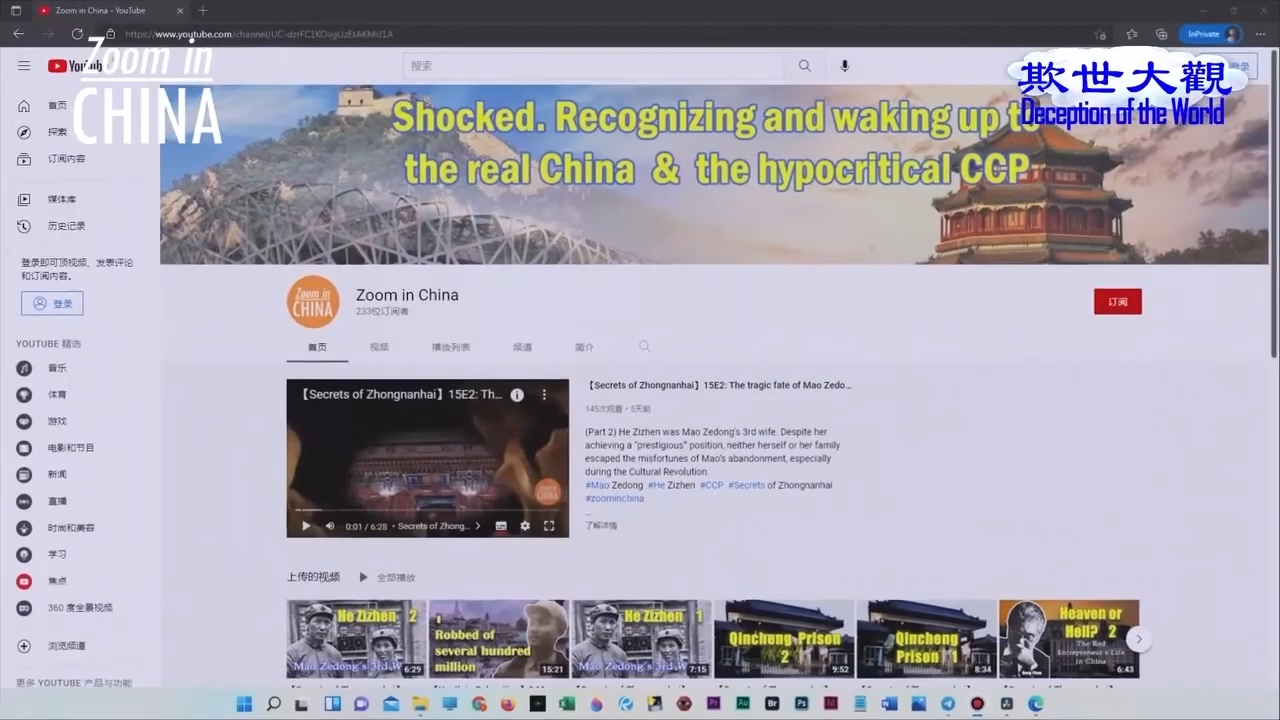 Zoom in China - YouTube
https://www.youtube.com/channel/UC-dzrFC1KOvgUzEtAKMrJ1A
InPrivate
YouTube
搜索
登录
Zoom in
CHINA
欺世大觀
Deception of the World
Shocked. Recognizing and waking up to
the real China & the hypocritical CCP
首页
探索
订阅内容
媒体库
历史记录
登录即可顶视频、发表评论
和订阅内容。
登录
YOUTUBE 精选
音乐
体育
游戏
电影和节目
新闻
直播
时尚和美容
学习
焦点
360 度全景视频
浏览频道
更多 YOUTUBE 产品与功能
Zoom in
CHINA
Zoom in China
233位订阅者
订阅
首页
视频
播放列表
频道
简介
【Secrets of Zhongnanhai】15E2: Th...
0:01 / 6:28 • Secrets of Zhong...
【Secrets of Zhongnanhai】15E2: The tragic fate of Mao Zedo...
145次观看 • 5天前
(Part 2) He Zizhen was Mao Zedong's 3rd wife. Despite her
achieving a "prestigious" position, neither herself or her family
escaped the misfortunes of Mao's abandonment, especially
during the Cultural Revolution.
#Mao Zedong #He Zizhen #CCP #Secrets of Zhongnanhai
#zoominchina
...
了解详情
上传的视频
全部播放
He Zizhen 2
Mao Zedong's 3rd W
6:29
1
Robbed of
several hundred
million
15:21
He Zizhen 1
Mao Zedong's 3rd W
7:15
Qincheng Prison
2
9:52
Qincheng
Prison 1
8:34
Heaven or
Hell? 2
The Red
Entrepreneur's Life
in China
6:43